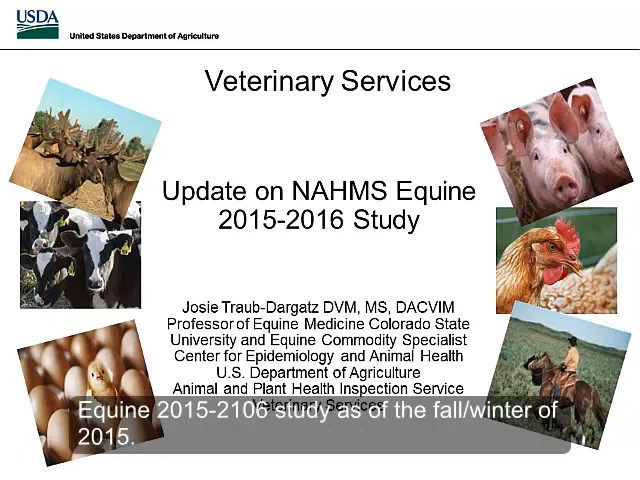 USDA
United States Department of Agriculture
Veterinary Services
Update on NAHMS Equine
2015-2016 Study
Josie Traub-Dargatz DVM, MS, DACVIM
Professor of Equine Medicine Colorado State
University and Equine Commodity Specialist
Center for Epidemiology and Animal Health
U.S. Department of Agriculture
Animal and Plant Health Inspection Service
Veterinary Services
Equine 2015-2106 study as of the fall/winter of
2015.